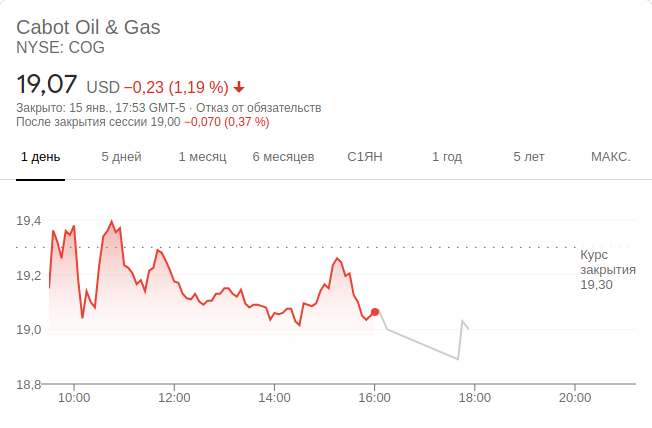 Cabot Oil & Gas
NYSE: COG
19,07 USD −0,23 (1,19 %)
Закрыто: 15 янв., 17:53 GMT-5 · Отказ от обязательств
После закрытия сессии 19,00 −0,070 (0,37 %)
1 день 5 дней 1 месяц 6 месяцев С1ЯН 1 год 5 лет МАКС.
19,4
Курс
закрытия
19,30
19,2
19,0
18,8
10:00 12:00 14:00 16:00 18:00 20:00